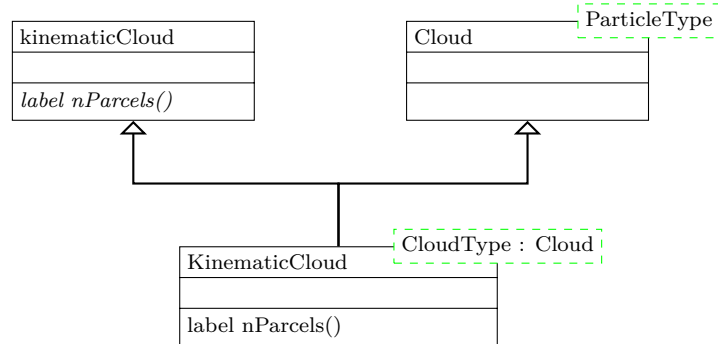 kinematicCloud
label nParcels()
Cloud
ParticleType
KinematicCloud
CloudType : Cloud
label nParcels()